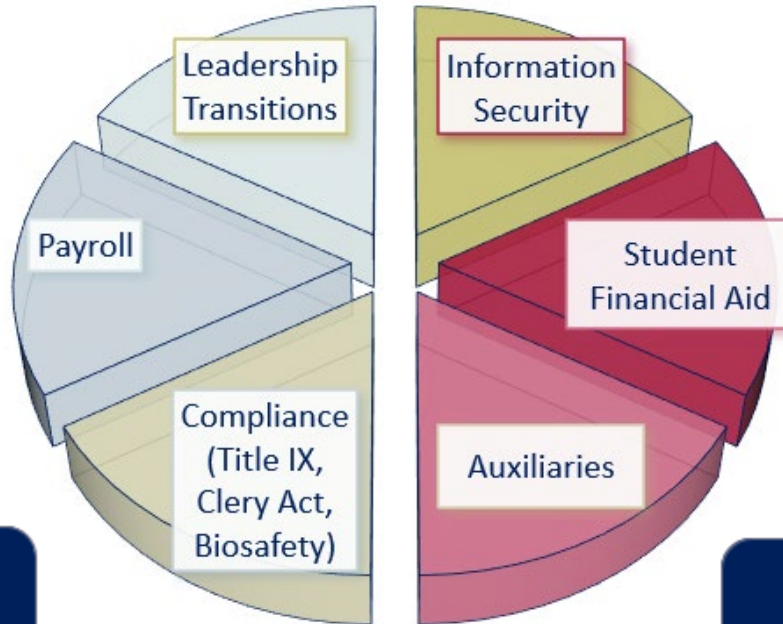 Leadership
Transitions
Information
Security
Payroll
Student
Financial Aid
Compliance
(Title IX,
Clery Act,
Biosafety)
Auxiliaries